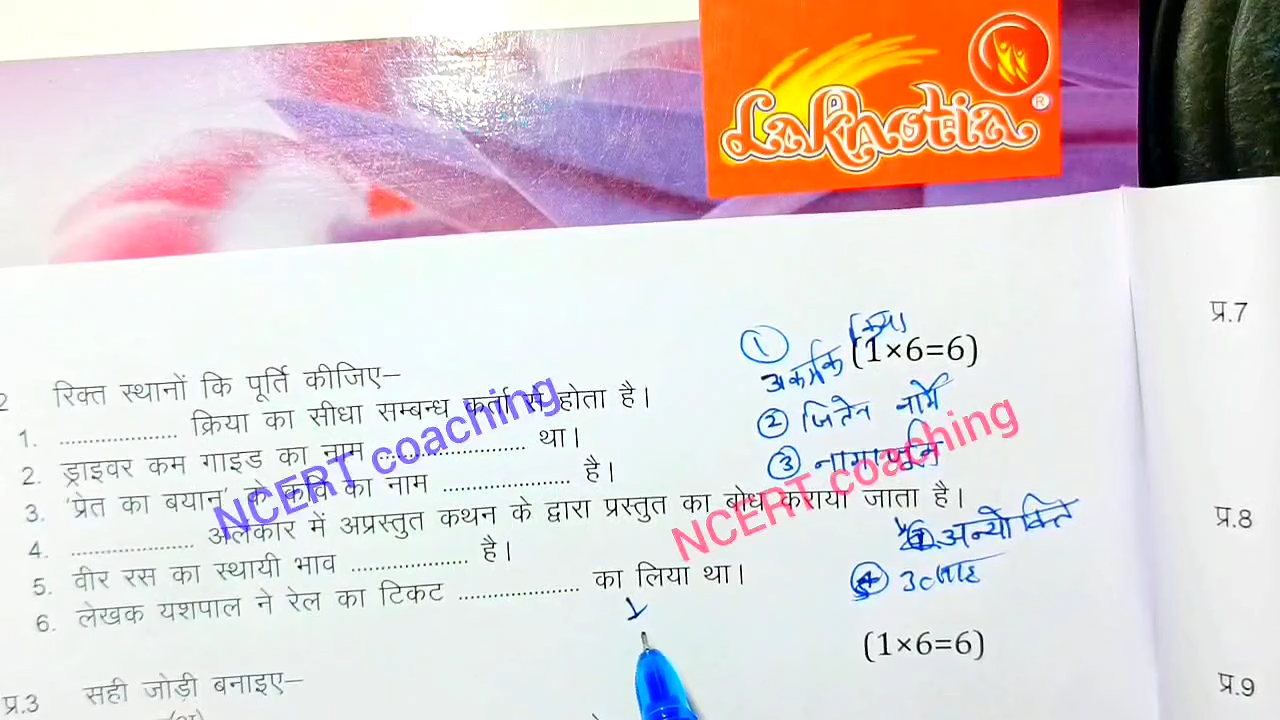 Lakhotia ®
प्र.7
2 रिक्त स्थानों कि पूर्ति कीजिए– (1×6=6)
① अकर्मक क्रिया
1. .................... क्रिया का सीधा सम्बन्ध कर्ता से होता है।
2. ड्राइवर कम गाइड का नाम ......................... था।
② जितेन नार्गे
3. 'प्रेत का बयान' के कवि का नाम ...................... है।
③ नागार्जुन
4. ..................... अलंकार में अप्रस्तुत कथन के द्वारा प्रस्तुत का बोध कराया जाता है।
अन्योक्ति
5. वीर रस का स्थायी भाव .................... है।
उत्साह
6. लेखक यशपाल ने रेल का टिकट ..................... का लिया था।
NCERT coaching
NCERT coaching
प्र.8
(1×6=6)
प्र.3 सही जोड़ी बनाइए–
प्र.9